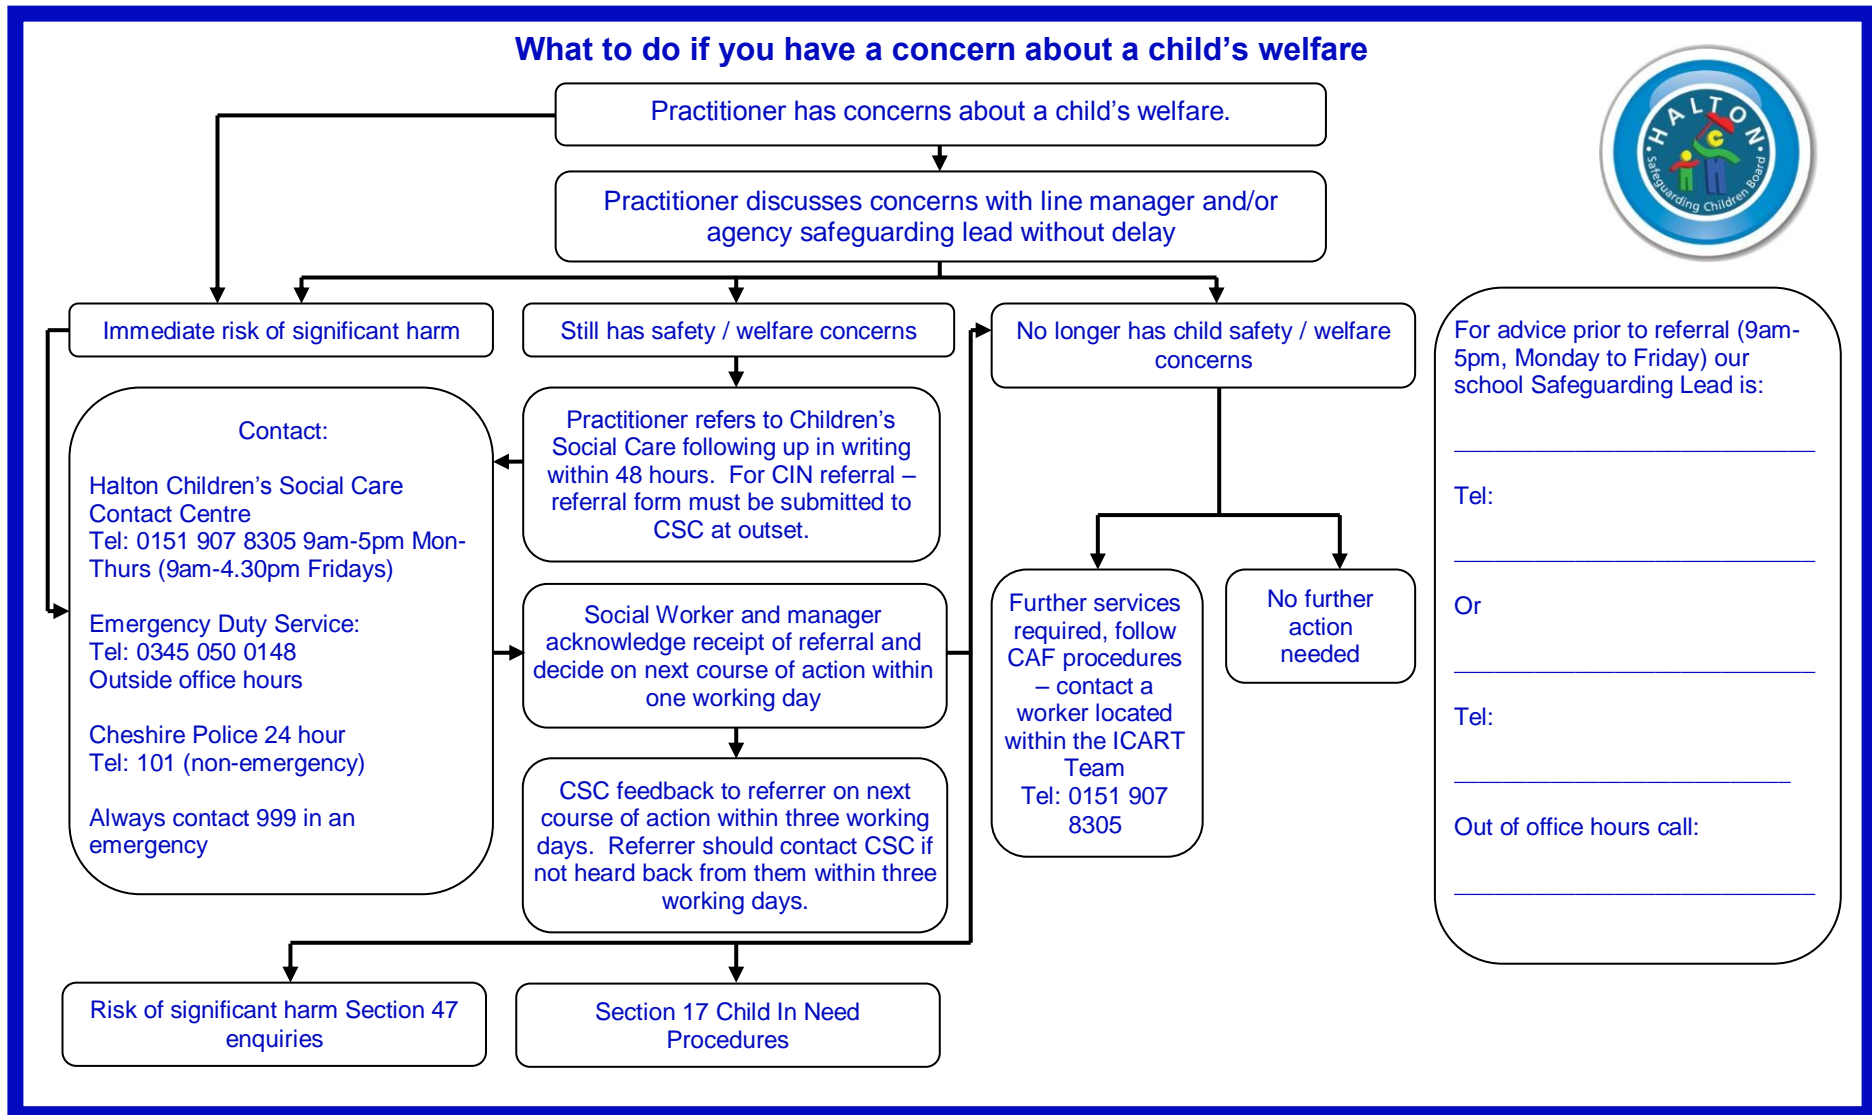 What to do if you have a concern about a child’s welfare
Practitioner has concerns about a child’s welfare.
Practitioner discusses concerns with line manager and/or
agency safeguarding lead without delay
HALTON
Safeguarding Children Board
Immediate risk of significant harm
Still has safety / welfare concerns
No longer has child safety / welfare
concerns
Contact:
Halton Children’s Social Care
Contact Centre
Tel: 0151 907 8305 9am-5pm Mon-
Thurs (9am-4.30pm Fridays)
Emergency Duty Service:
Tel: 0345 050 0148
Outside office hours
Cheshire Police 24 hour
Tel: 101 (non-emergency)
Always contact 999 in an
emergency
Practitioner refers to Children’s
Social Care following up in writing
within 48 hours.  For CIN referral –
referral form must be submitted to
CSC at outset.
Social Worker and manager
acknowledge receipt of referral and
decide on next course of action within
one working day
CSC feedback to referrer on next
course of action within three working
days.  Referrer should contact CSC if
not heard back from them within three
working days.
Further services
required, follow
CAF procedures
– contact a
worker located
within the ICART
Team
Tel: 0151 907
8305
No further
action
needed
Risk of significant harm Section 47
enquiries
Section 17 Child In Need
Procedures
For advice prior to referral (9am-
5pm, Monday to Friday) our
school Safeguarding Lead is:
Tel:
Or
Tel:
Out of office hours call: